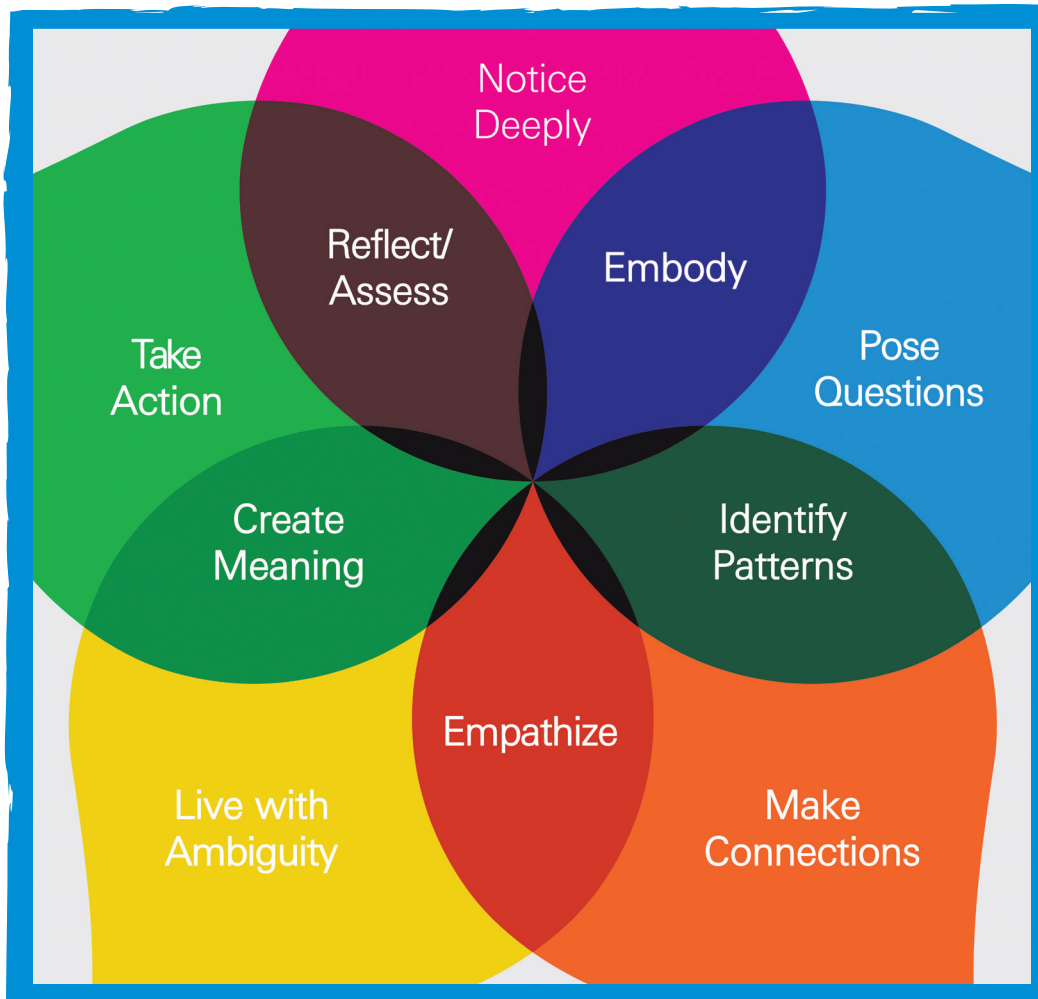 Notice
Deeply
Reflect/
Assess
Embody
Take
Action
Pose
Questions
Create
Meaning
Identify
Patterns
Empathize
Live with
Ambiguity
Make
Connections